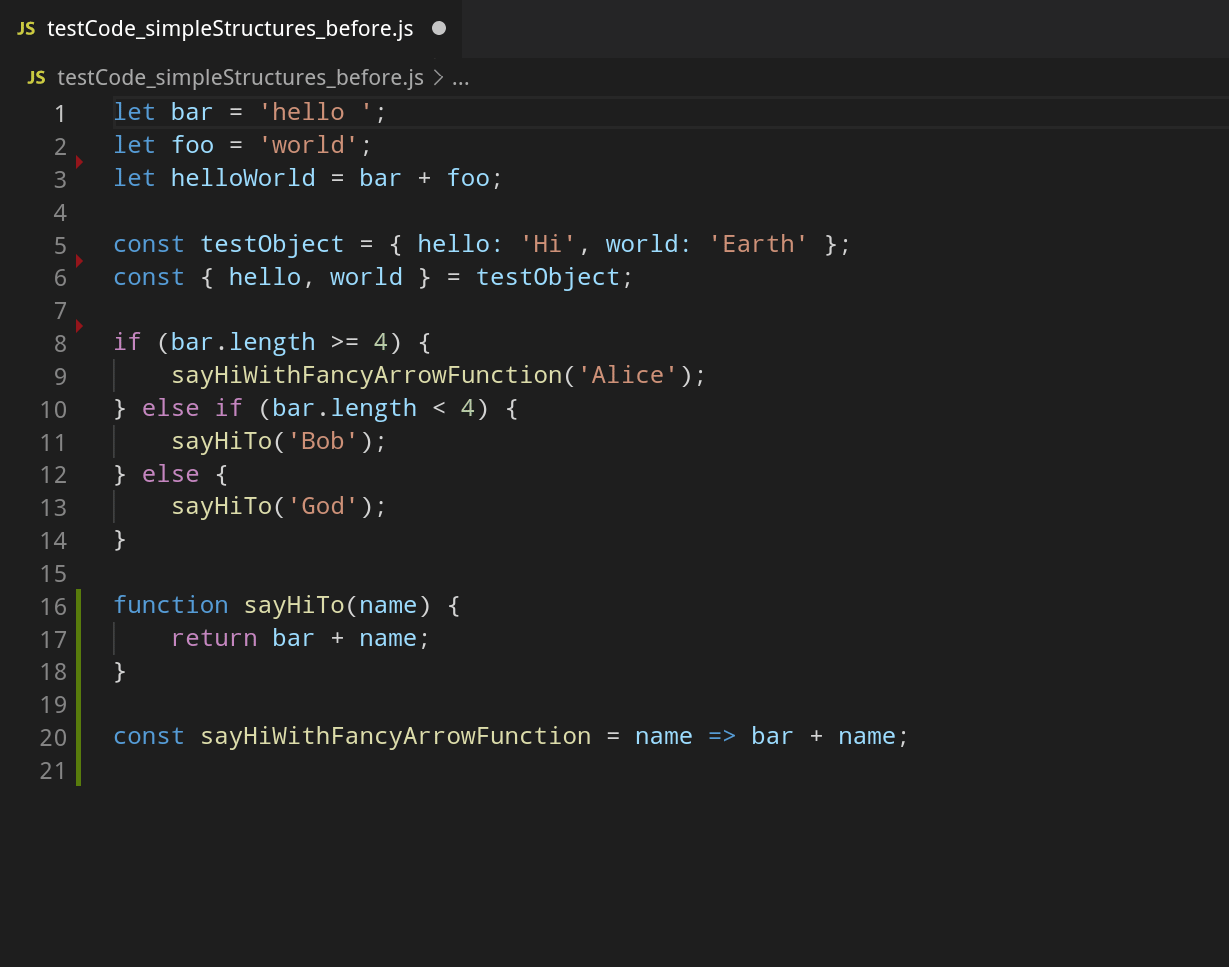 JS testCode_simpleStructures_before.js
JS testCode_simpleStructures_before.js > ...
1 let bar = 'hello ';
2 let foo = 'world';
3 let helloWorld = bar + foo;
4
5 const testObject = { hello: 'Hi', world: 'Earth' };
6 const { hello, world } = testObject;
7
8 if (bar.length >= 4) {
9     sayHiWithFancyArrowFunction('Alice');
10 } else if (bar.length < 4) {
11     sayHiTo('Bob');
12 } else {
13     sayHiTo('God');
14 }
15
16 function sayHiTo(name) {
17     return bar + name;
18 }
19
20 const sayHiWithFancyArrowFunction = name => bar + name;
21